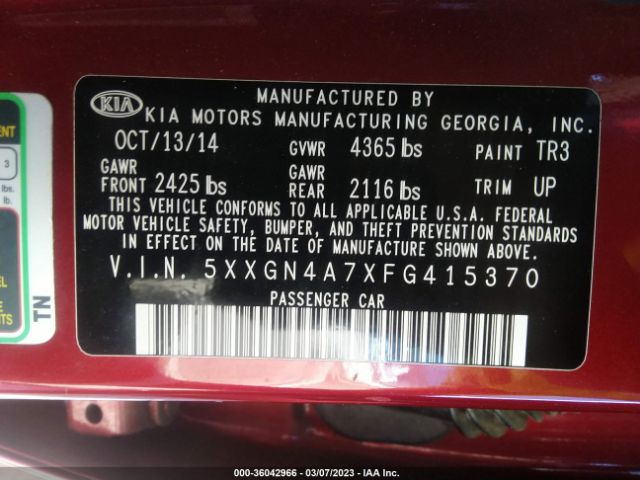 MANUFACTURED BY
KIA KIA MOTORS MANUFACTURING GEORGIA, INC.
OCT/13/14 GVWR 4365 lbs PAINT TR3
GAWR FRONT 2425 lbs GAWR REAR 2116 lbs TRIM UP
THIS VEHICLE CONFORMS TO ALL APPLICABLE U.S.A. FEDERAL
MOTOR VEHICLE SAFETY, BUMPER, AND THEFT PREVENTION STANDARDS
IN EFFECT ON THE DATE OF MANUFACTURE SHOWN ABOVE.
V.I.N. 5XXGN4A7XFG415370
PASSENGER CAR
3
lbs.
lb.
TN
000-36042966 — 03/07/2023 — IAA Inc.